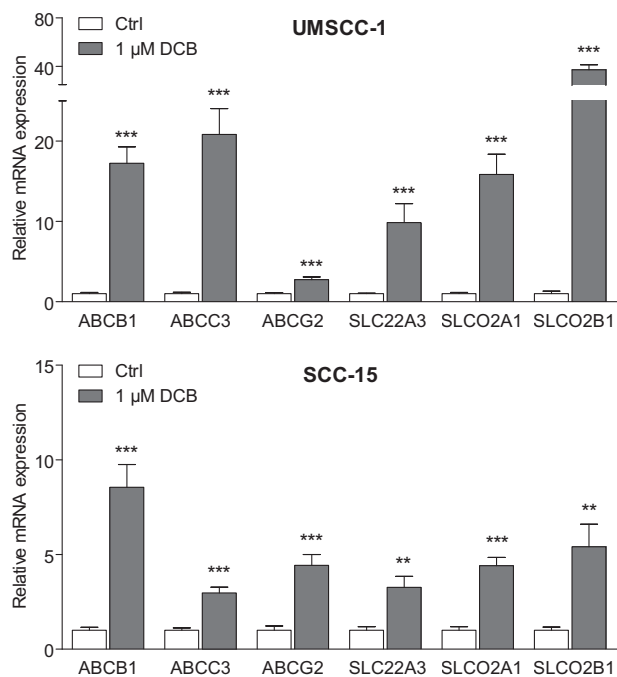 UMSCC-1
Ctrl
1 µM DCB
Relative mRNA expression
80
40
20
10
0
***
***
***
***
***
***
ABCB1 ABCC3 ABCG2 SLC22A3 SLCO2A1 SLCO2B1
SCC-15
Ctrl
1 µM DCB
Relative mRNA expression
15
10
5
0
***
***
***
**
***
**
ABCB1 ABCC3 ABCG2 SLC22A3 SLCO2A1 SLCO2B1